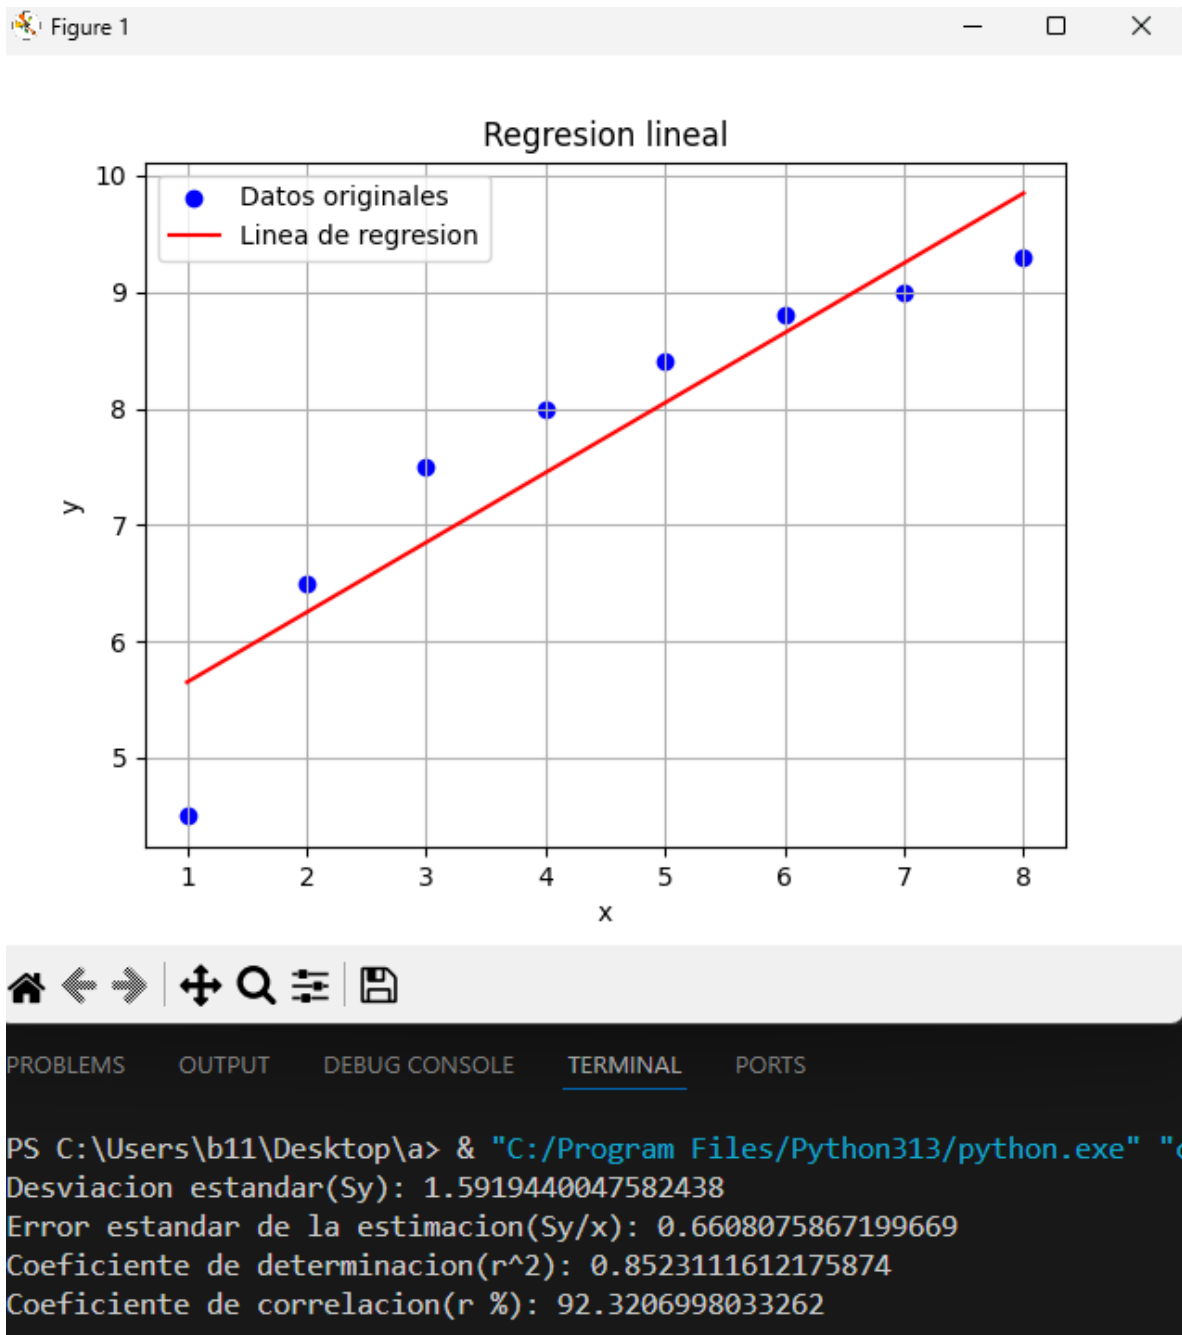 Figure 1
Regresion lineal
Datos originales
Linea de regresion
10
9
8
7
6
5
y
1 2 3 4 5 6 7 8
x
PROBLEMS OUTPUT DEBUG CONSOLE TERMINAL PORTS
PS C:\Users\b11\Desktop\a> & "C:/Program Files/Python313/python.exe" "c
Desviacion estandar(Sy): 1.5919440047582438
Error estandar de la estimacion(Sy/x): 0.6608075867199669
Coeficiente de determinacion(r^2): 0.8523111612175874
Coeficiente de correlacion(r %): 92.3206998033262